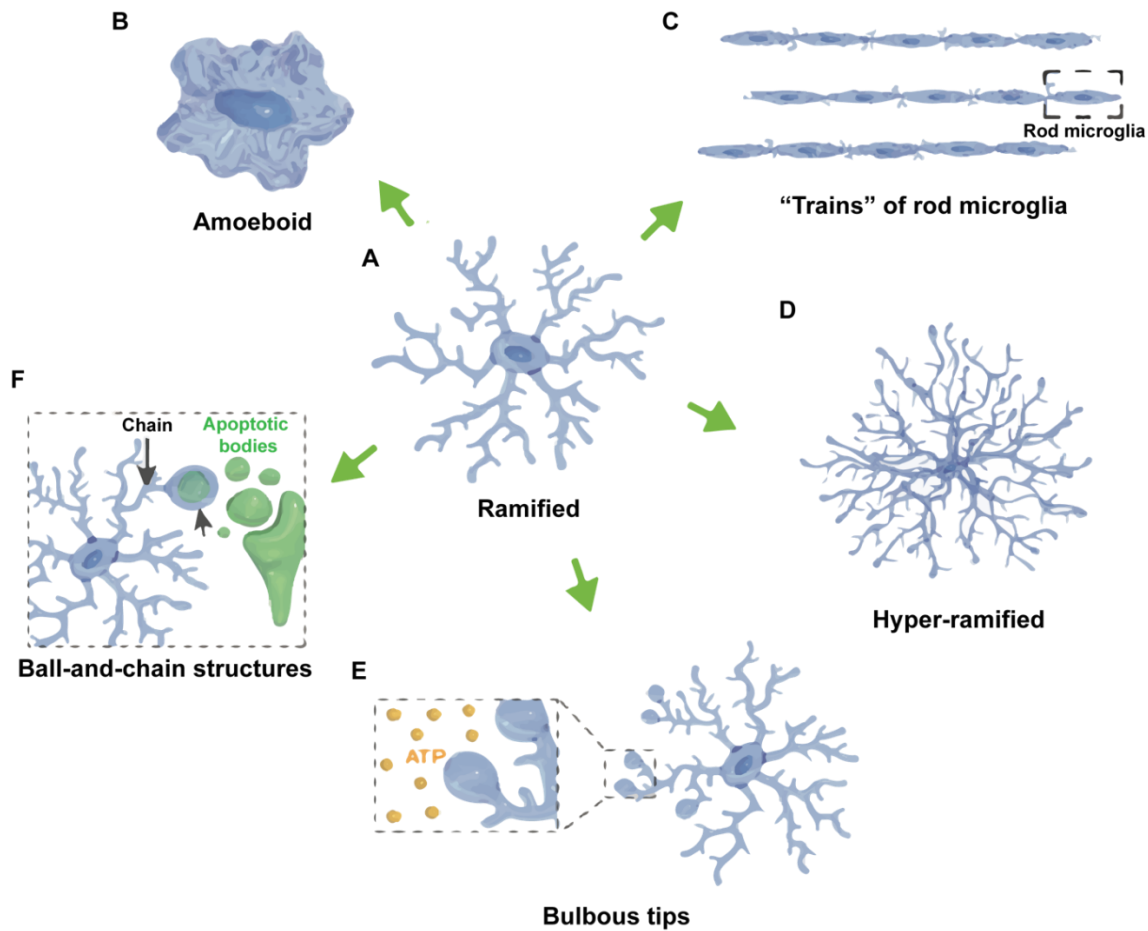 B
Amoeboid
C
Rod microglia
“Trains” of rod microglia
A
Ramified
D
Hyper-ramified
F
Chain
Apoptotic
bodies
Ball-and-chain structures
E
ATP
Bulbous tips